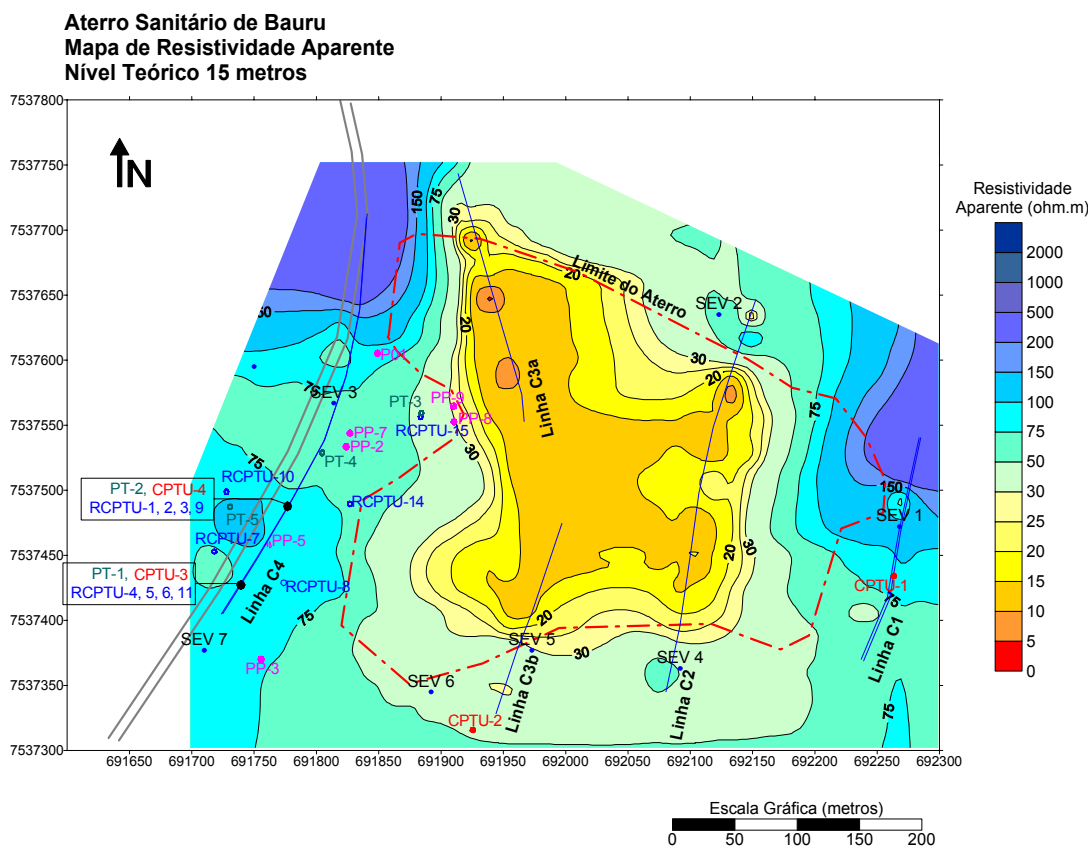 Aterro Sanitário de Bauru
Mapa de Resistividade Aparente
Nível Teórico 15 metros
7537800
7537750
7537700
7537650
7537600
7537550
7537500
7537450
7537400
7537350
7537300
N
150
75
30
20
Limite do Aterro
20
SEV 2
30
20
75
50
P01
75
SEV 3
PT-3
PP-9
PP-8
RCPTU-15
PP-7
PP-2
PT-4
30
Linha C3a
75
RCPTU-10
PT-2, CPTU-4
RCPTU-1, 2, 3, 9
PT-5
RCPTU-14
RCPTU-7
PP-5
PT-1, CPTU-3
RCPTU-4, 5, 6, 11
RCPTU-8
Linha C4
75
SEV 7
PP-3
150
SEV 1
CPTU-1
75
Linha C1
20
30
20
30
SEV 5
SEV 4
SEV 6
Linha C3b
Linha C2
CPTU-2
75
691650
691700
691750
691800
691850
691900
691950
692000
692050
692100
692150
692200
692250
692300
Resistividade
Aparente (ohm.m)
2000
1000
500
200
150
100
75
50
30
25
20
15
10
5
0
Escala Gráfica (metros)
0 50 100 150 200